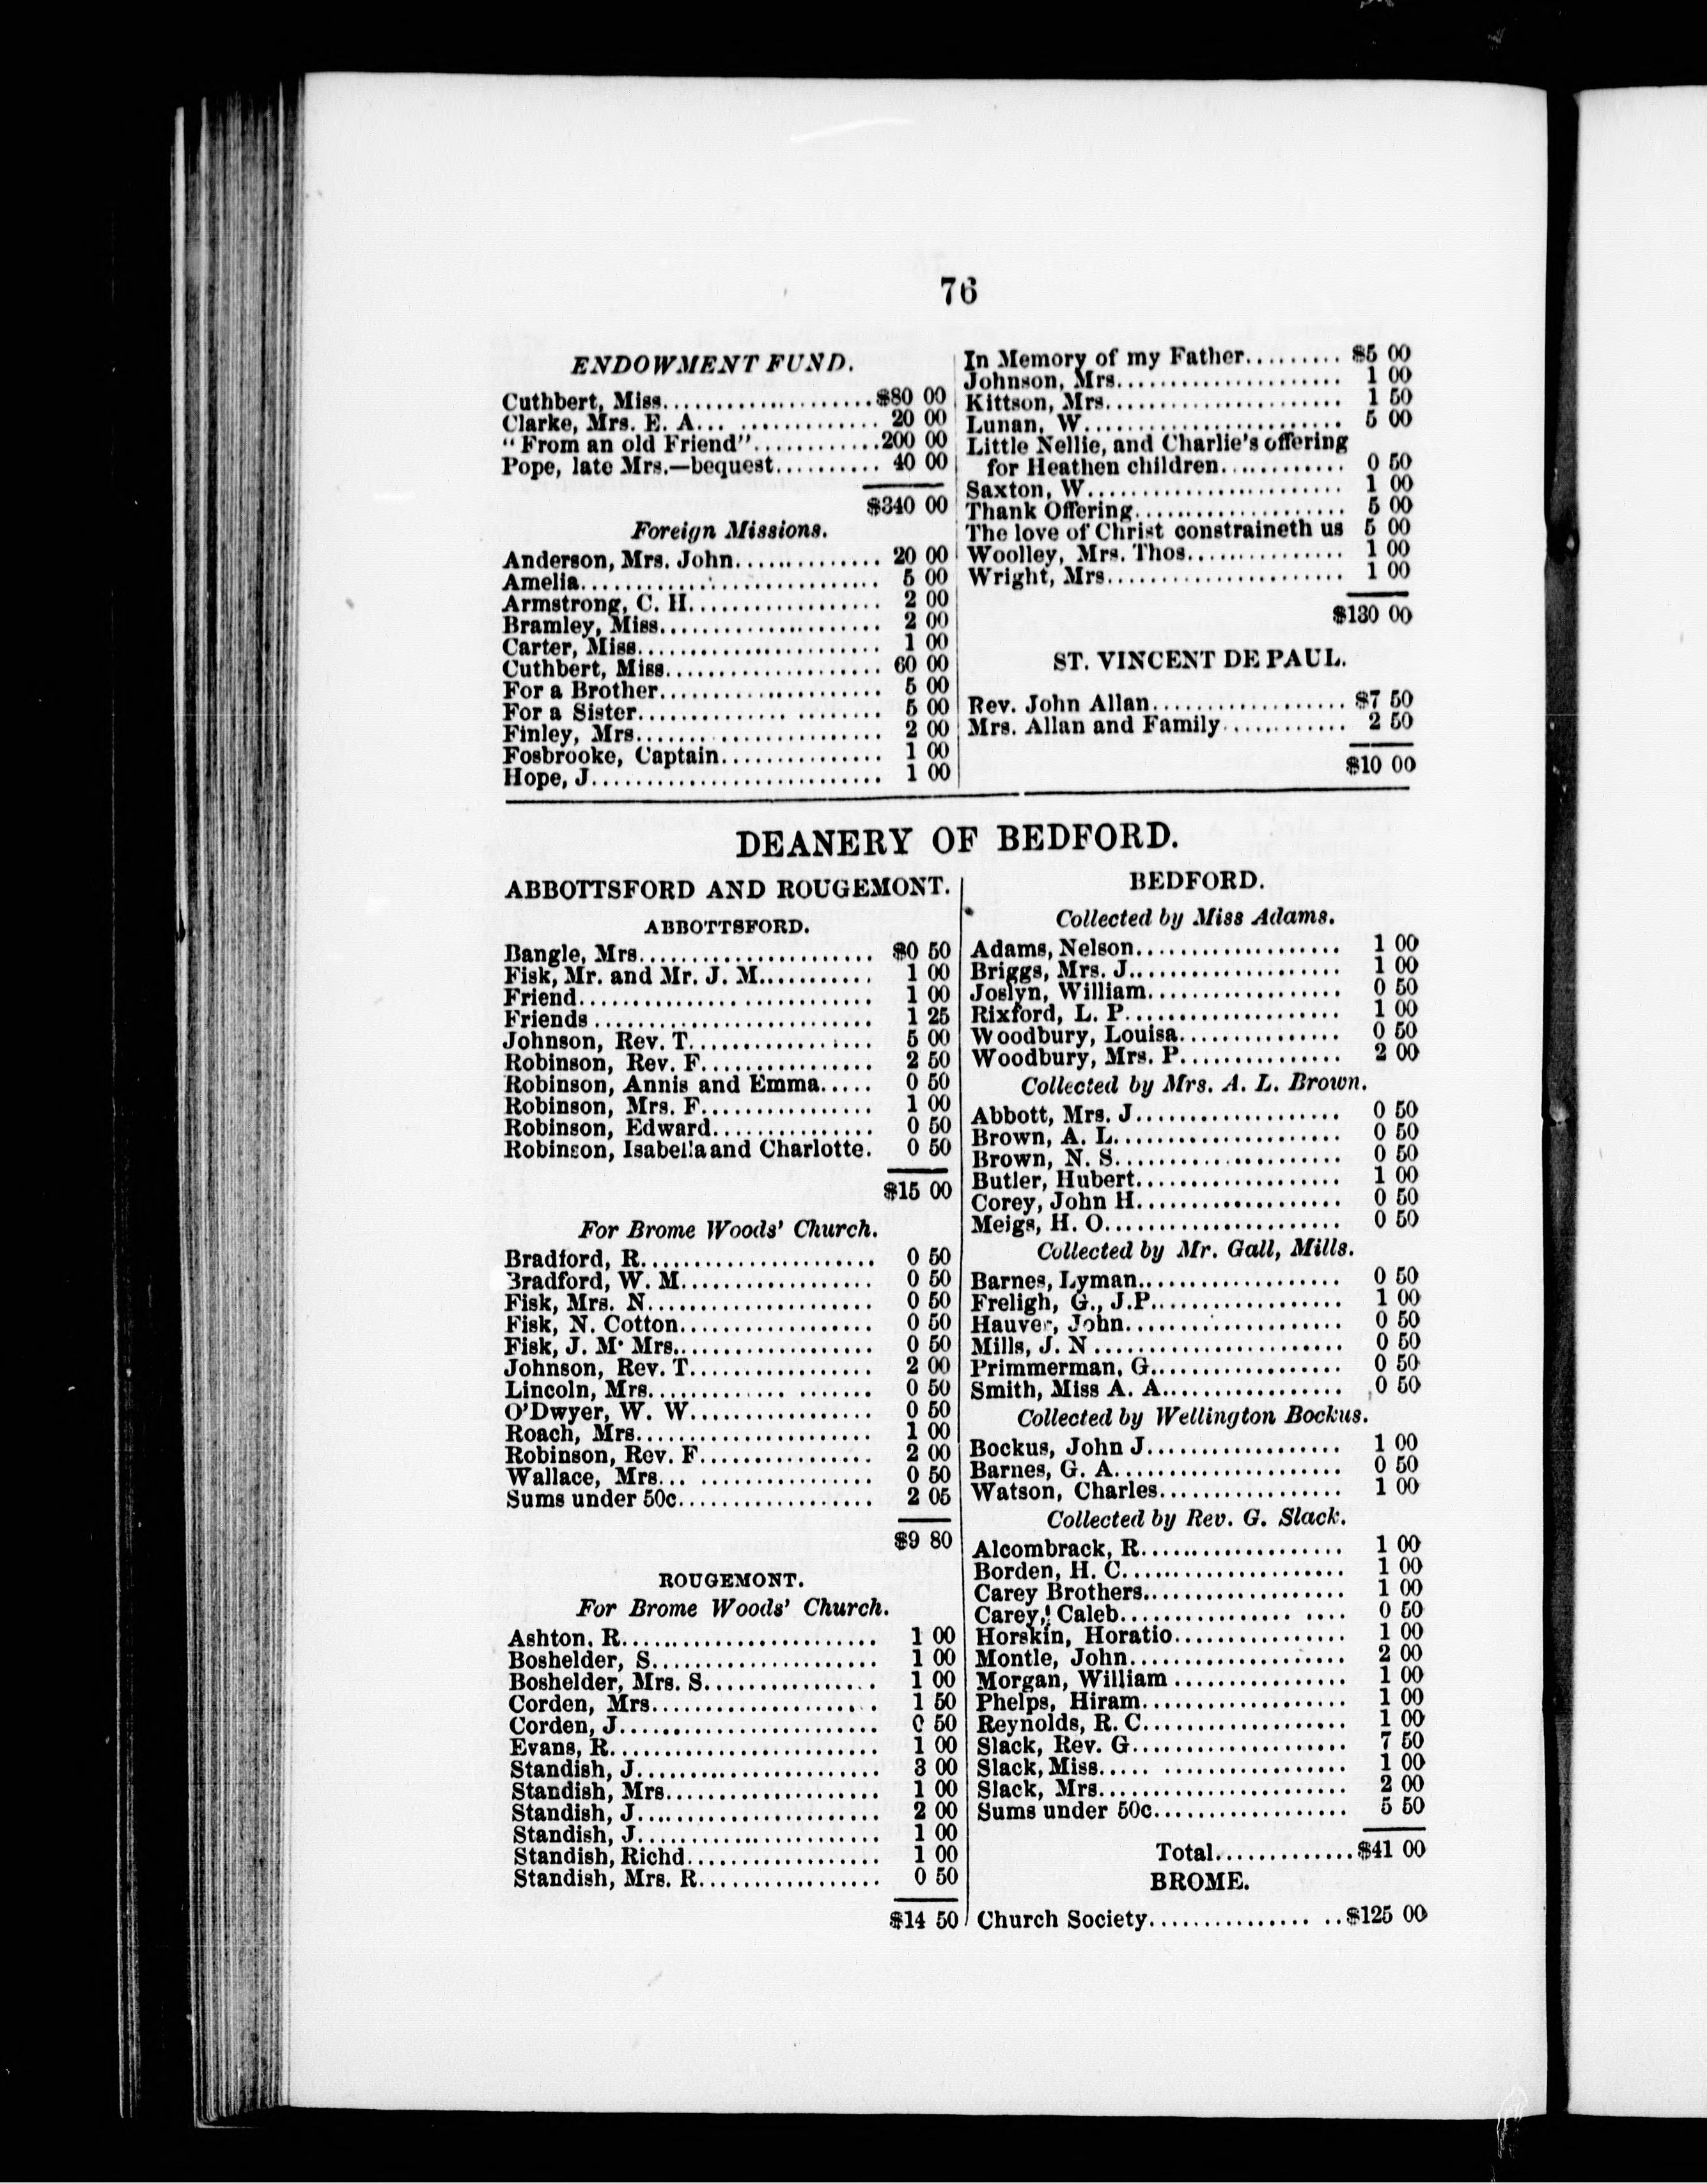 76
ENDOWMENT FUND.
Cuthbert, Miss....................$80 00
Clarke, Mrs. E. A... .............. 20 00
"From an old Friend"............200 00
Pope, late Mrs.—bequest.......... 40 00
$340 00
Foreign Missions.
Anderson, Mrs. John.............. 20 00
Amelia............................ 5 00
Armstrong, C. H.................. 2 00
Bramley, Miss..................... 2 00
Carter, Miss....................... 1 00
Cuthbert, Miss.................... 60 00
For a Brother..................... 5 00
For a Sister....................... 5 00
Finley, Mrs....................... 2 00
Fosbrooke, Captain............... 1 00
Hope, J........................... 1 00
In Memory of my Father......... $5 00
Johnson, Mrs..................... 1 00
Kittson, Mrs...................... 1 50
Lunan, W........................ 5 00
Little Nellie, and Charlie's offering
for Heathen children............ 0 50
Saxton, W........................ 1 00
Thank Offering.................... 5 00
The love of Christ constraineth us 5 00
Woolley, Mrs. Thos............... 1 00
Wright, Mrs...................... 1 00
$130 00
ST. VINCENT DE PAUL.
Rev. John Allan.................. $7 50
Mrs. Allan and Family............ 2 50
$10 00
DEANERY OF BEDFORD.
ABBOTTSFORD AND ROUGEMONT.
ABBOTTSFORD.
Bangle, Mrs...................... $0 50
Fisk, Mr. and Mr. J. M........... 1 00
Friend............................ 1 00
Friends........................... 1 25
Johnson, Rev. T.................. 5 00
Robinson, Rev. F................. 2 50
Robinson, Annis and Emma..... 0 50
Robinson, Mrs. F................. 1 00
Robinson, Edward................ 0 50
Robinson, Isabella and Charlotte. 0 50
$15 00
For Brome Woods' Church.
Bradford, R....................... 0 50
Bradford, W. M................... 0 50
Fisk, Mrs. N...................... 0 50
Fisk, N. Cotton................... 0 50
Fisk, J. M· Mrs................... 0 50
Johnson, Rev. T.................. 2 00
Lincoln, Mrs...................... 0 50
O'Dwyer, W. W.................. 0 50
Roach, Mrs....................... 1 00
Robinson, Rev. F................. 2 00
Wallace, Mrs... ................. 0 50
Sums under 50c................... 2 05
$9 80
ROUGEMONT.
For Brome Woods' Church.
Ashton, R......................... 1 00
Boshelder, S...................... 1 00
Boshelder, Mrs. S................. 1 00
Corden, Mrs...................... 1 50
Corden, J......................... 0 50
Evans, R.......................... 1 00
Standish, J........................ 3 00
Standish, Mrs..................... 1 00
Standish, J........................ 2 00
Standish, J........................ 1 00
Standish, Richd................... 1 00
Standish, Mrs. R.................. 0 50
$14 50
BEDFORD.
Collected by Miss Adams.
Adams, Nelson.................... 1 00
Briggs, Mrs. J.................... 1 00
Joslyn, William................... 0 50
Rixford, L. P..................... 1 00
Woodbury, Louisa................ 0 50
Woodbury, Mrs. P................ 2 00
Collected by Mrs. A. L. Brown.
Abbott, Mrs. J.................... 0 50
Brown, A. L...................... 0 50
Brown, N. S...................... 0 50
Butler, Hubert.................... 1 00
Corey, John H.................... 0 50
Meigs, H. O....................... 0 50
Collected by Mr. Gall, Mills.
Barnes, Lyman.................... 0 50
Freligh, G., J.P................... 1 00
Hauver, John..................... 0 50
Mills, J. N........................ 0 50
Primmerman, G.................. 0 50
Smith, Miss A. A................. 0 50
Collected by Wellington Bockus.
Bockus, John J................... 1 00
Barnes, G. A...................... 0 50
Watson, Charles.................. 1 00
Collected by Rev. G. Slack.
Alcombrack, R................... 1 00
Borden, H. C..................... 1 00
Carey Brothers................... 1 00
Carey, Caleb................ .... 0 50
Horskin, Horatio................. 1 00
Montle, John..................... 2 00
Morgan, William................. 1 00
Phelps, Hiram.................... 1 00
Reynolds, R. C................... 1 00
Slack, Rev. G..................... 7 50
Slack, Miss..... ................. 1 00
Slack, Mrs........................ 2 00
Sums under 50c.................. 5 50
Total.............$41 00
BROME.
Church Society............... ..$125 00